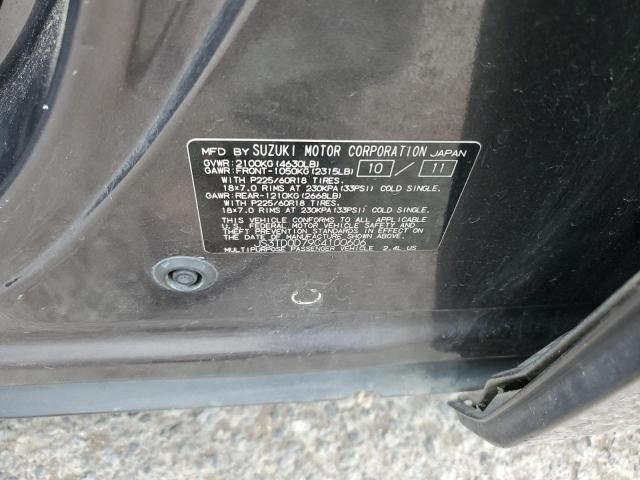 MFD BY SUZUKI MOTOR CORPORATION JAPAN
GVWR: 2100KG (4630LB)
GAWR: FRONT-1050KG (2315LB) 10 / 11
WITH P225/60R18 TIRES.
18×7.0 RIMS AT 230KPA (33PSI) COLD SINGLE.
GAWR: REAR-1210KG (2668LB)
WITH P225/60R18 TIRES.
18×7.0 RIMS AT 230KPA (33PSI) COLD SINGLE.
THIS VEHICLE CONFORMS TO ALL APPLICABLE
U.S. FEDERAL MOTOR VEHICLE SAFETY AND
THEFT PREVENTION STANDARDS IN EFFECT ON
THE DATE OF MANUFACTURE SHOWN ABOVE.
JS3TD0D79C4100606
MULTIPURPOSE PASSENGER VEHICLE 2.4L US